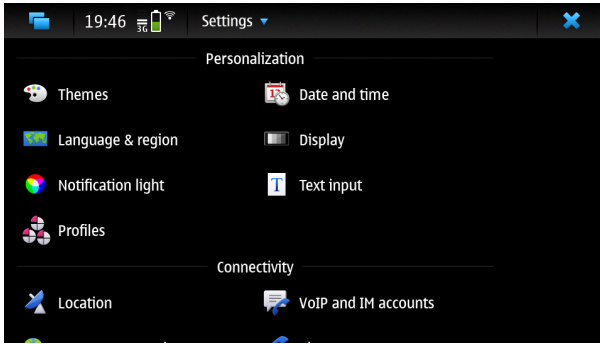 19:46 3G Settings
Personalization
Themes Date and time
Language & region Display
Notification light Text input
Profiles
Connectivity
Location VoIP and IM accounts